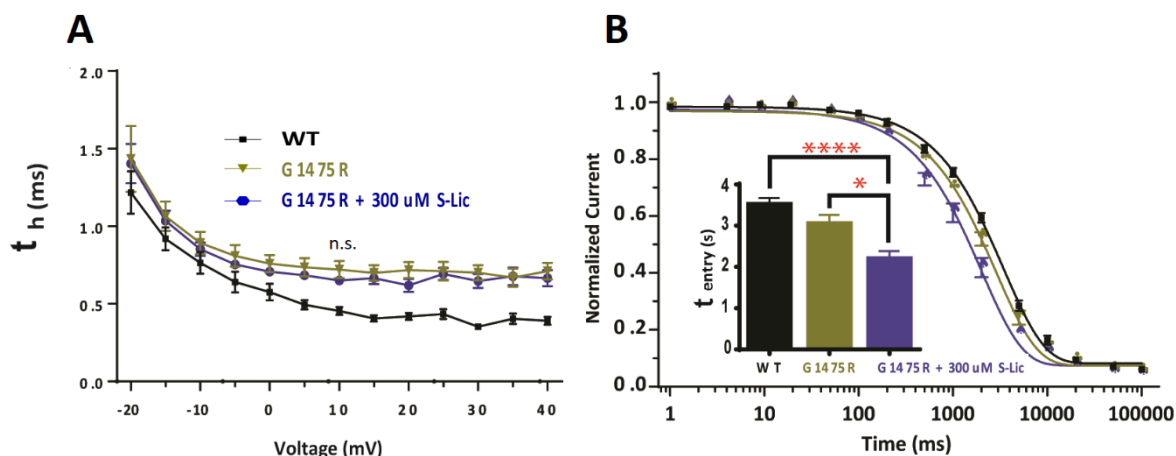 A
t h (ms)
2.0
1.5
1.0
0.5
0.0
WT
G 14 75 R
G 14 75 R + 300 uM S-Lic
n.s.
-20 -10 0 10 20 30 40
Voltage (mV)
B
Normalized Current
1.0
0.8
0.6
0.4
0.2
0.0
****
*
t entry (s)
4
3
2
1
0
W T G 14 75 R G 14 75 R + 300 uM S-Lic
1 10 100 1000 10000 100000
Time (ms)